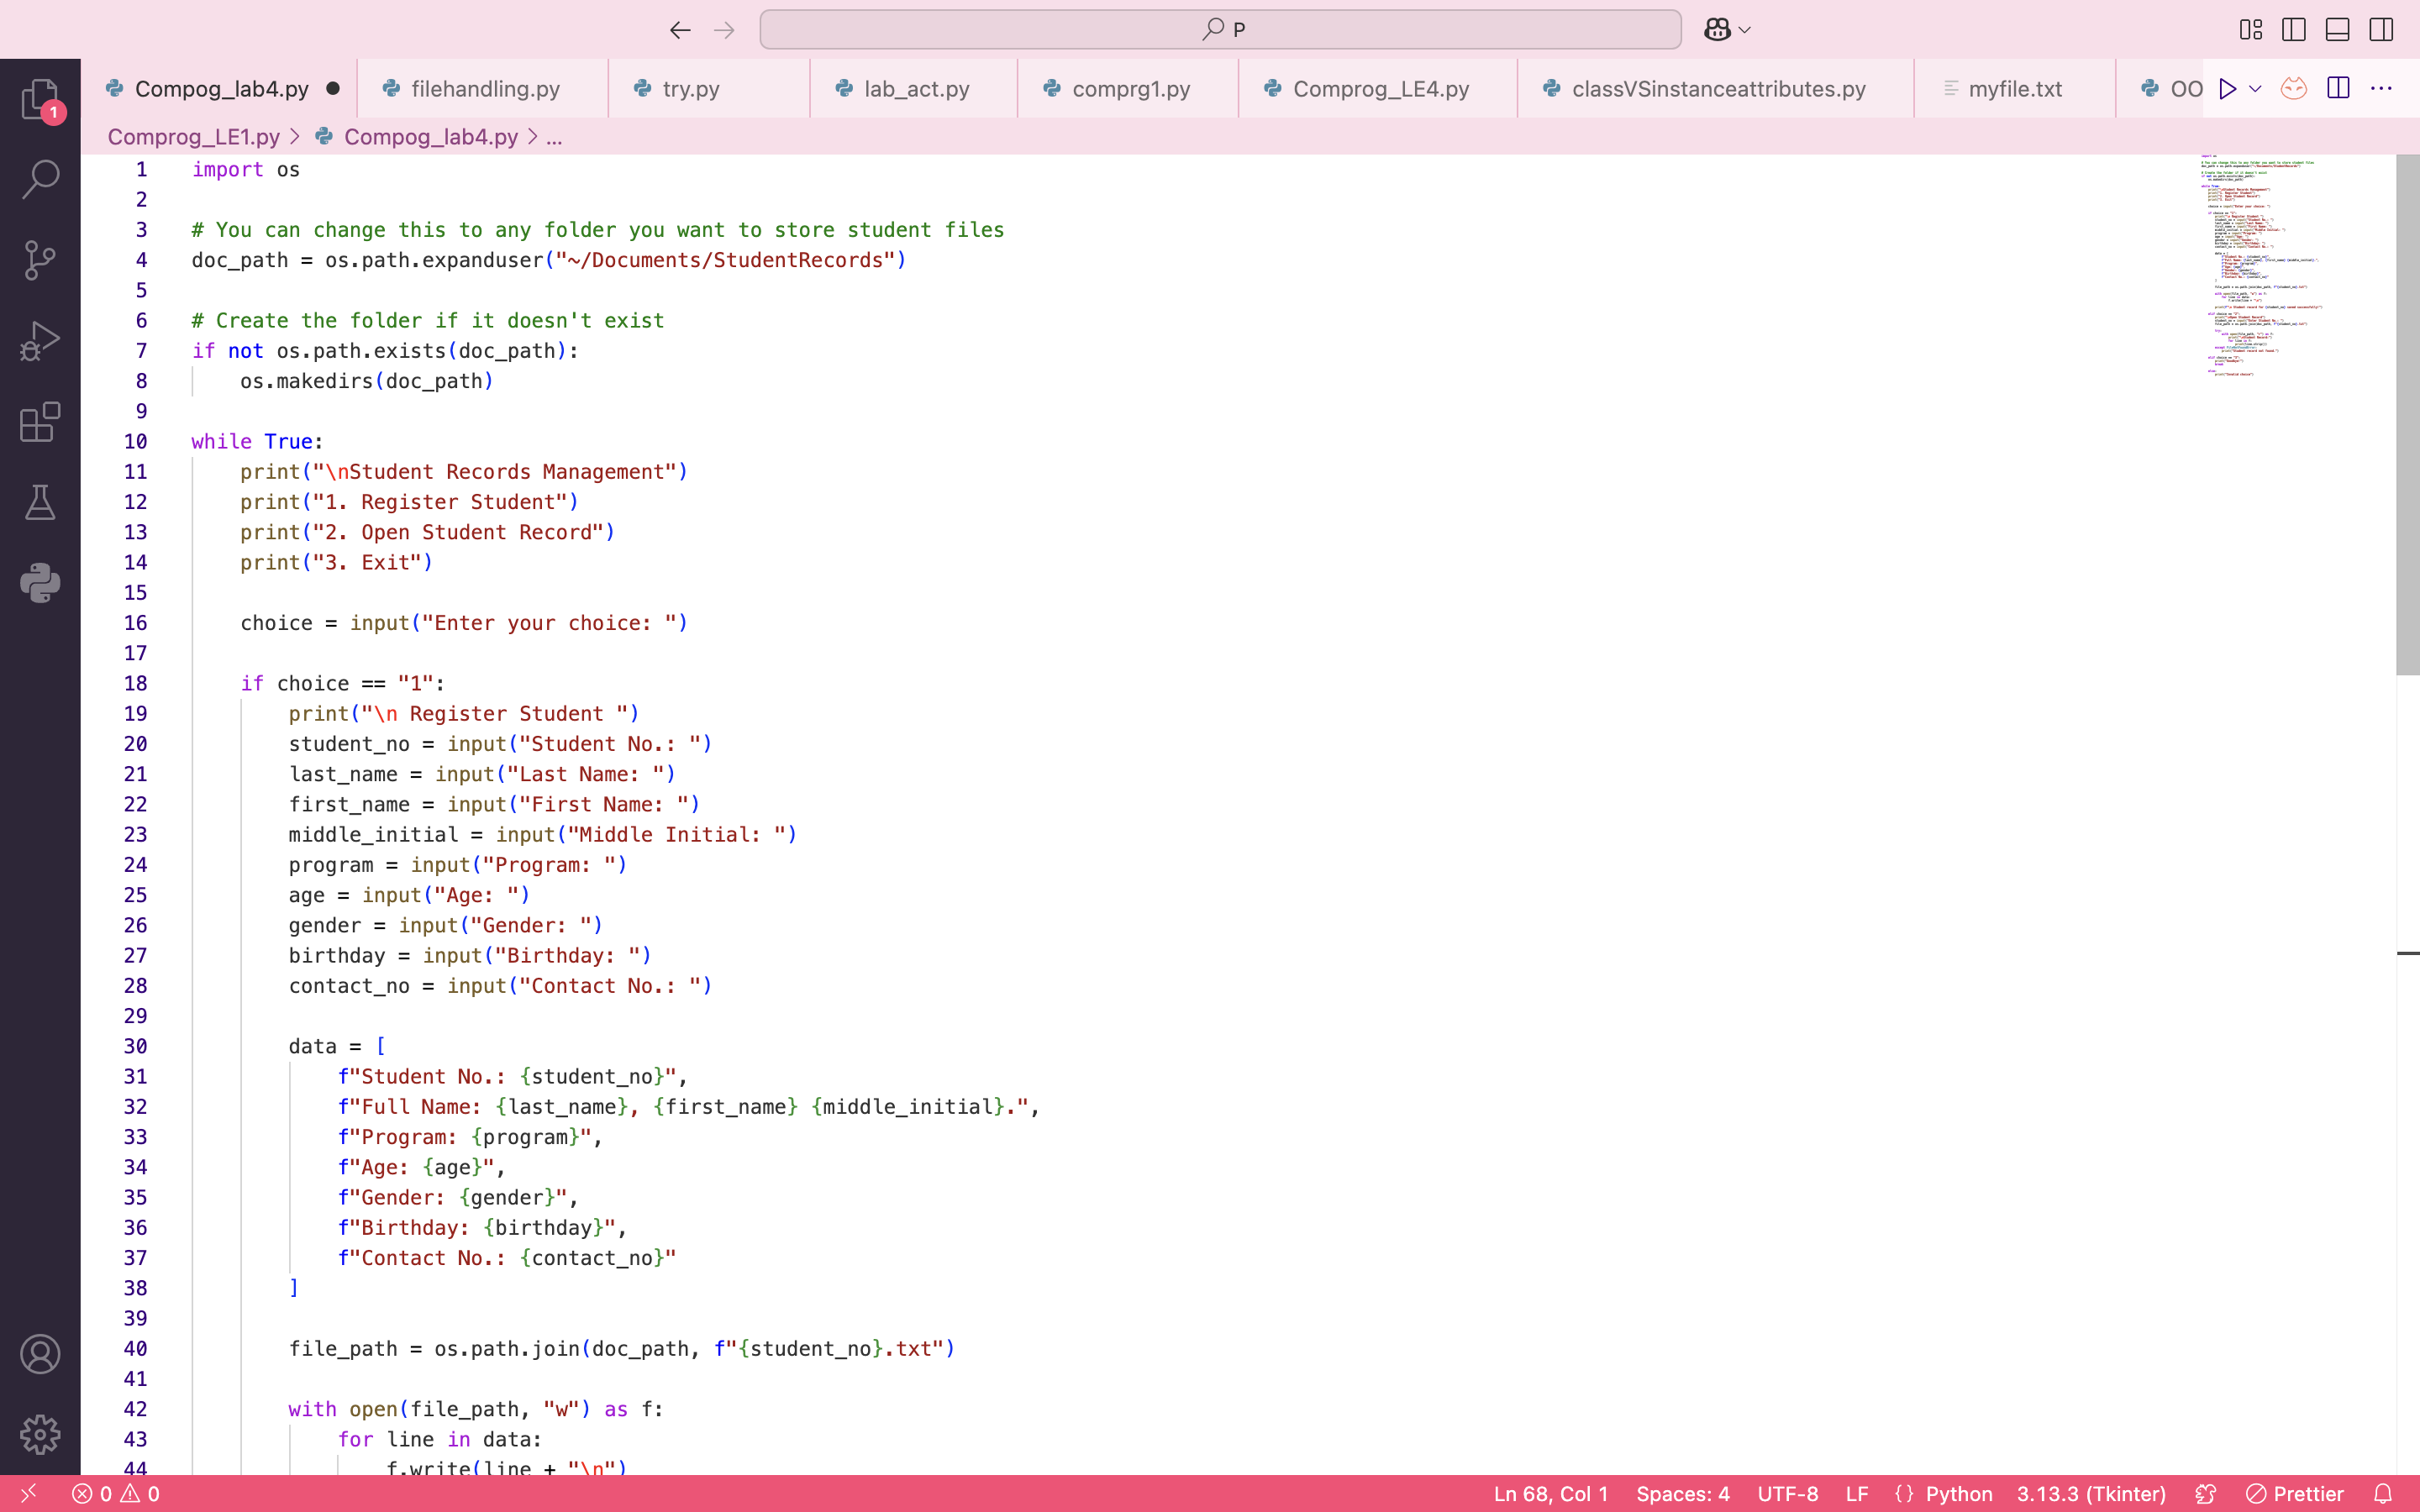 P
Compog_lab4.py
filehandling.py
try.py
lab_act.py
comprg1.py
Comprog_LE4.py
classVSinstanceattributes.py
myfile.txt
OO
1
Comprog_LE1.py > Compog_lab4.py > ...
1 import os
2
3 # You can change this to any folder you want to store student files
4 doc_path = os.path.expanduser("~/Documents/StudentRecords")
5
6 # Create the folder if it doesn't exist
7 if not os.path.exists(doc_path):
8     os.makedirs(doc_path)
9
10 while True:
11     print("\nStudent Records Management")
12     print("1. Register Student")
13     print("2. Open Student Record")
14     print("3. Exit")
15
16     choice = input("Enter your choice: ")
17
18     if choice == "1":
19         print("\n Register Student ")
20         student_no = input("Student No.: ")
21         last_name = input("Last Name: ")
22         first_name = input("First Name: ")
23         middle_initial = input("Middle Initial: ")
24         program = input("Program: ")
25         age = input("Age: ")
26         gender = input("Gender: ")
27         birthday = input("Birthday: ")
28         contact_no = input("Contact No.: ")
29
30         data = [
31             f"Student No.: {student_no}",
32             f"Full Name: {last_name}, {first_name} {middle_initial}.",
33             f"Program: {program}",
34             f"Age: {age}",
35             f"Gender: {gender}",
36             f"Birthday: {birthday}",
37             f"Contact No.: {contact_no}"
38         ]
39
40         file_path = os.path.join(doc_path, f"{student_no}.txt")
41
42         with open(file_path, "w") as f:
43             for line in data:
44                 f.write(line + "\n")
0 0
Ln 68, Col 1
Spaces: 4
UTF-8
LF
{} Python
3.13.3 (Tkinter)
Prettier